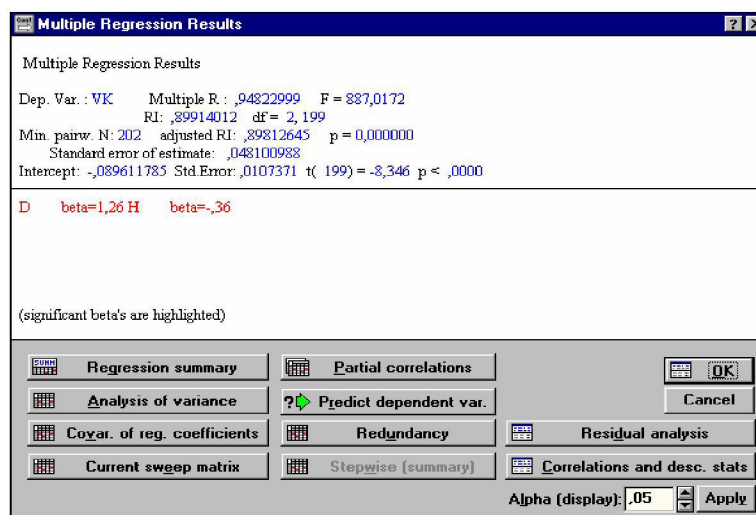 Multiple Regression Results
Multiple Regression Results
Dep. Var. : VK Multiple R : ,94822999 F = 887,0172
RI: ,89914012 df = 2, 199
Min. pairw. N: 202 adjusted RI: ,89812645 p = 0,000000
Standard error of estimate: ,048100988
Intercept: -,089611785 Std.Error: ,0107371 t( 199) = -8,346 p < ,0000
D beta=1,26 H beta=-,36
(significant beta's are highlighted)
Regression summary
Partial correlations
OK
Analysis of variance
?Predict dependent var.
Cancel
Covar. of reg. coefficients
Redundancy
Residual analysis
Current sweep matrix
Stepwise (summary)
Correlations and desc. stats
Alpha (display): ,05 Apply